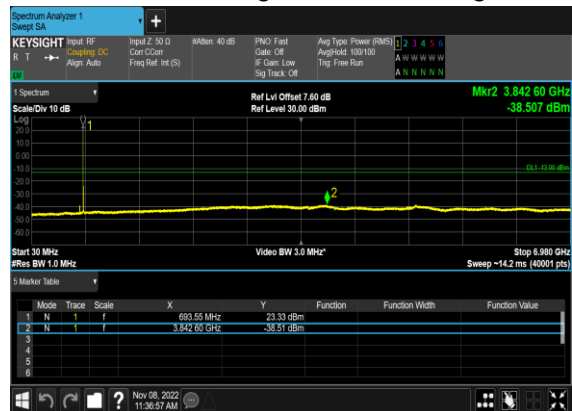 Spectrum Analyzer 1
Swept SA
+
KEYSIGHT Input: RF Input Z: 50 Ω #Atten: 40 dB PNO: Fast Avg Type: Power (RMS) 1 2 3 4 5 6
R T Coupling: DC Corr CCorr Gate: Off Avg|Hold: 100/100 A W W W W W
Align: Auto Freq Ref: Int (S) IF Gain: Low Trig: Free Run
LW Sig Track: Off A N N N N N
1 Spectrum Ref Lvl Offset 7.60 dB Mkr2 3.842 60 GHz
Scale/Div 10 dB Ref Level 30.00 dBm -38.507 dBm
Log
20.0
10.0
0.00
-10.0
-20.0
-30.0
-40.0
-50.0
-60.0
1
DL1 -13.00 dBm
2
Start 30 MHz Video BW 3.0 MHz* Stop 6.980 GHz
#Res BW 1.0 MHz Sweep ~14.2 ms (40001 pts)
5 Marker Table
Mode Trace Scale X Y Function Function Width Function Value
1 N 1 f 693.55 MHz 23.33 dBm
2 N 1 f 3.842 60 GHz -38.51 dBm
3
4
5
6
? Nov 08, 2022
11:36:57 AM